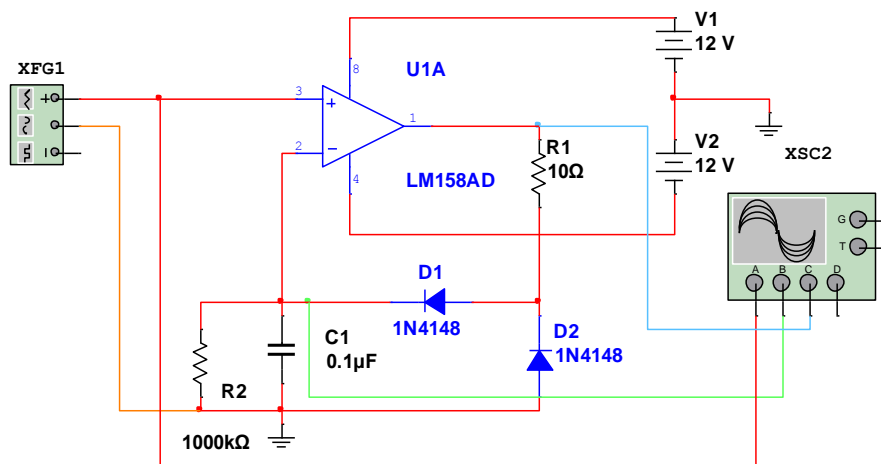 V1
12 V
XFG1
U1A
8
3
1
2
4
R1
10Ω
LM158AD
V2
12 V
XSC2
G
T
A
B
C
D
D1
1N4148
D2
1N4148
C1
0.1µF
R2
1000kΩ